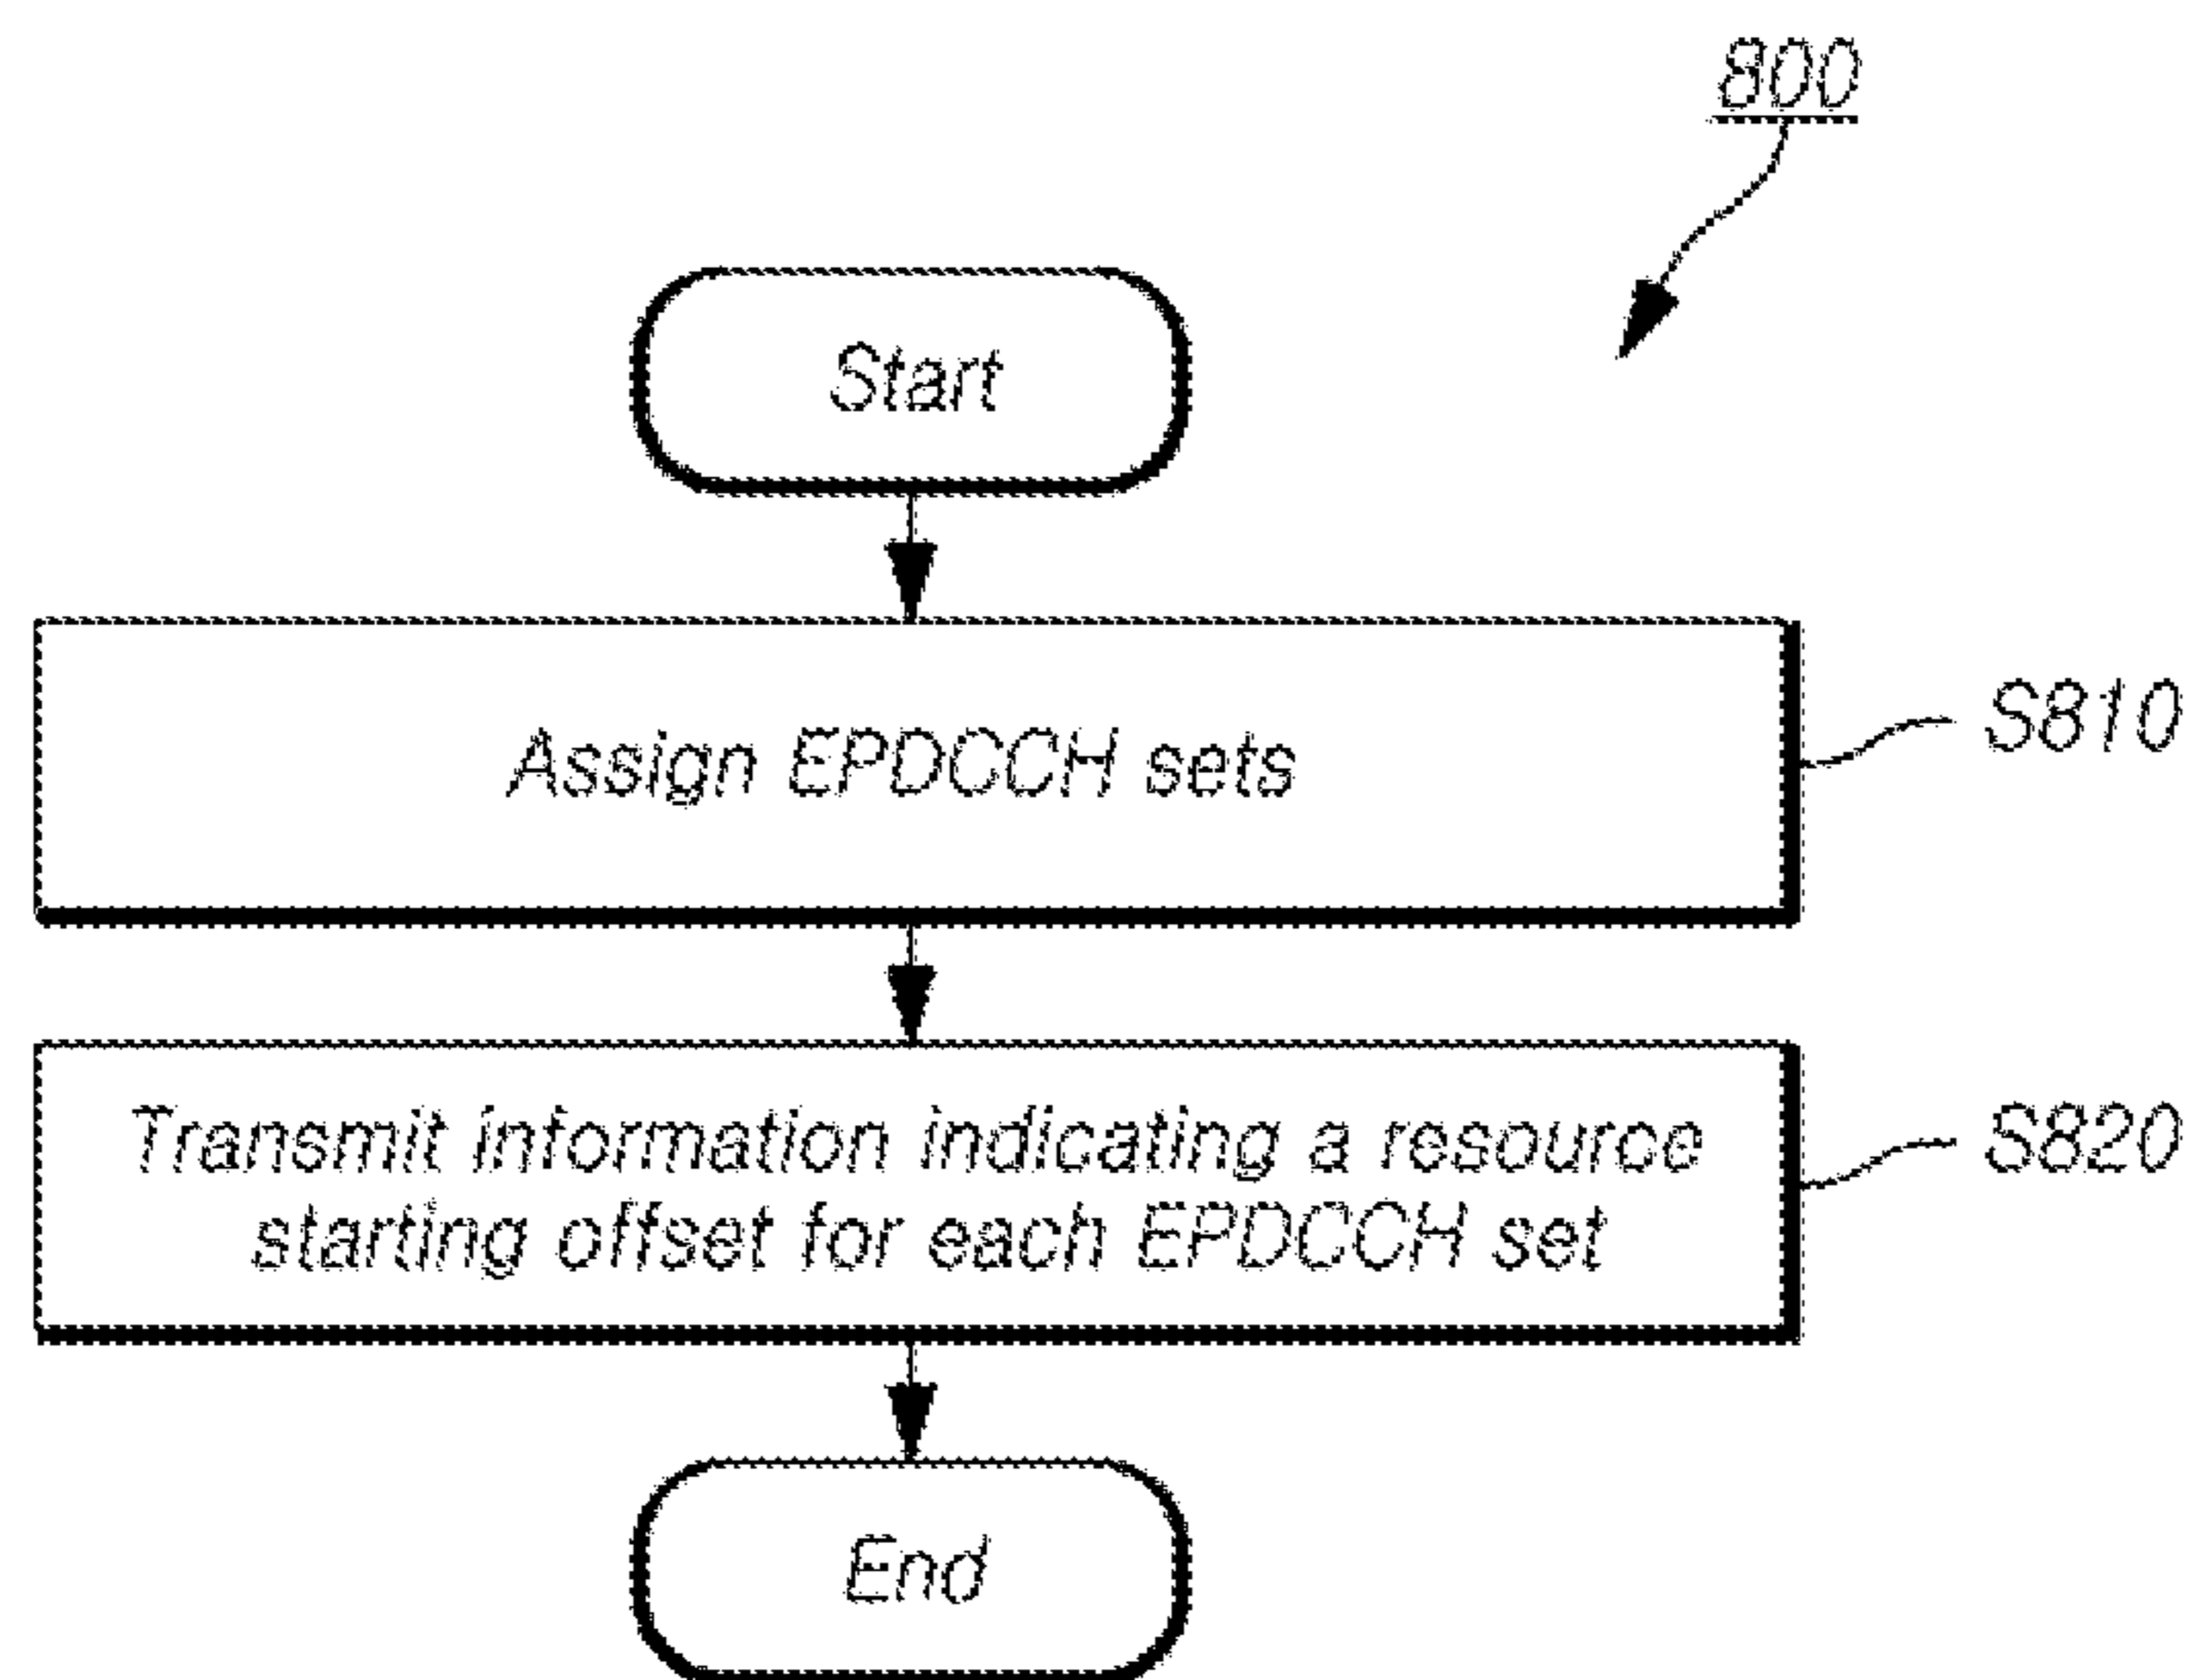 800
Start
Assign EPDCCH sets
S810
Transmit information indicating a resource
starting offset for each EPDCCH set
S820
End